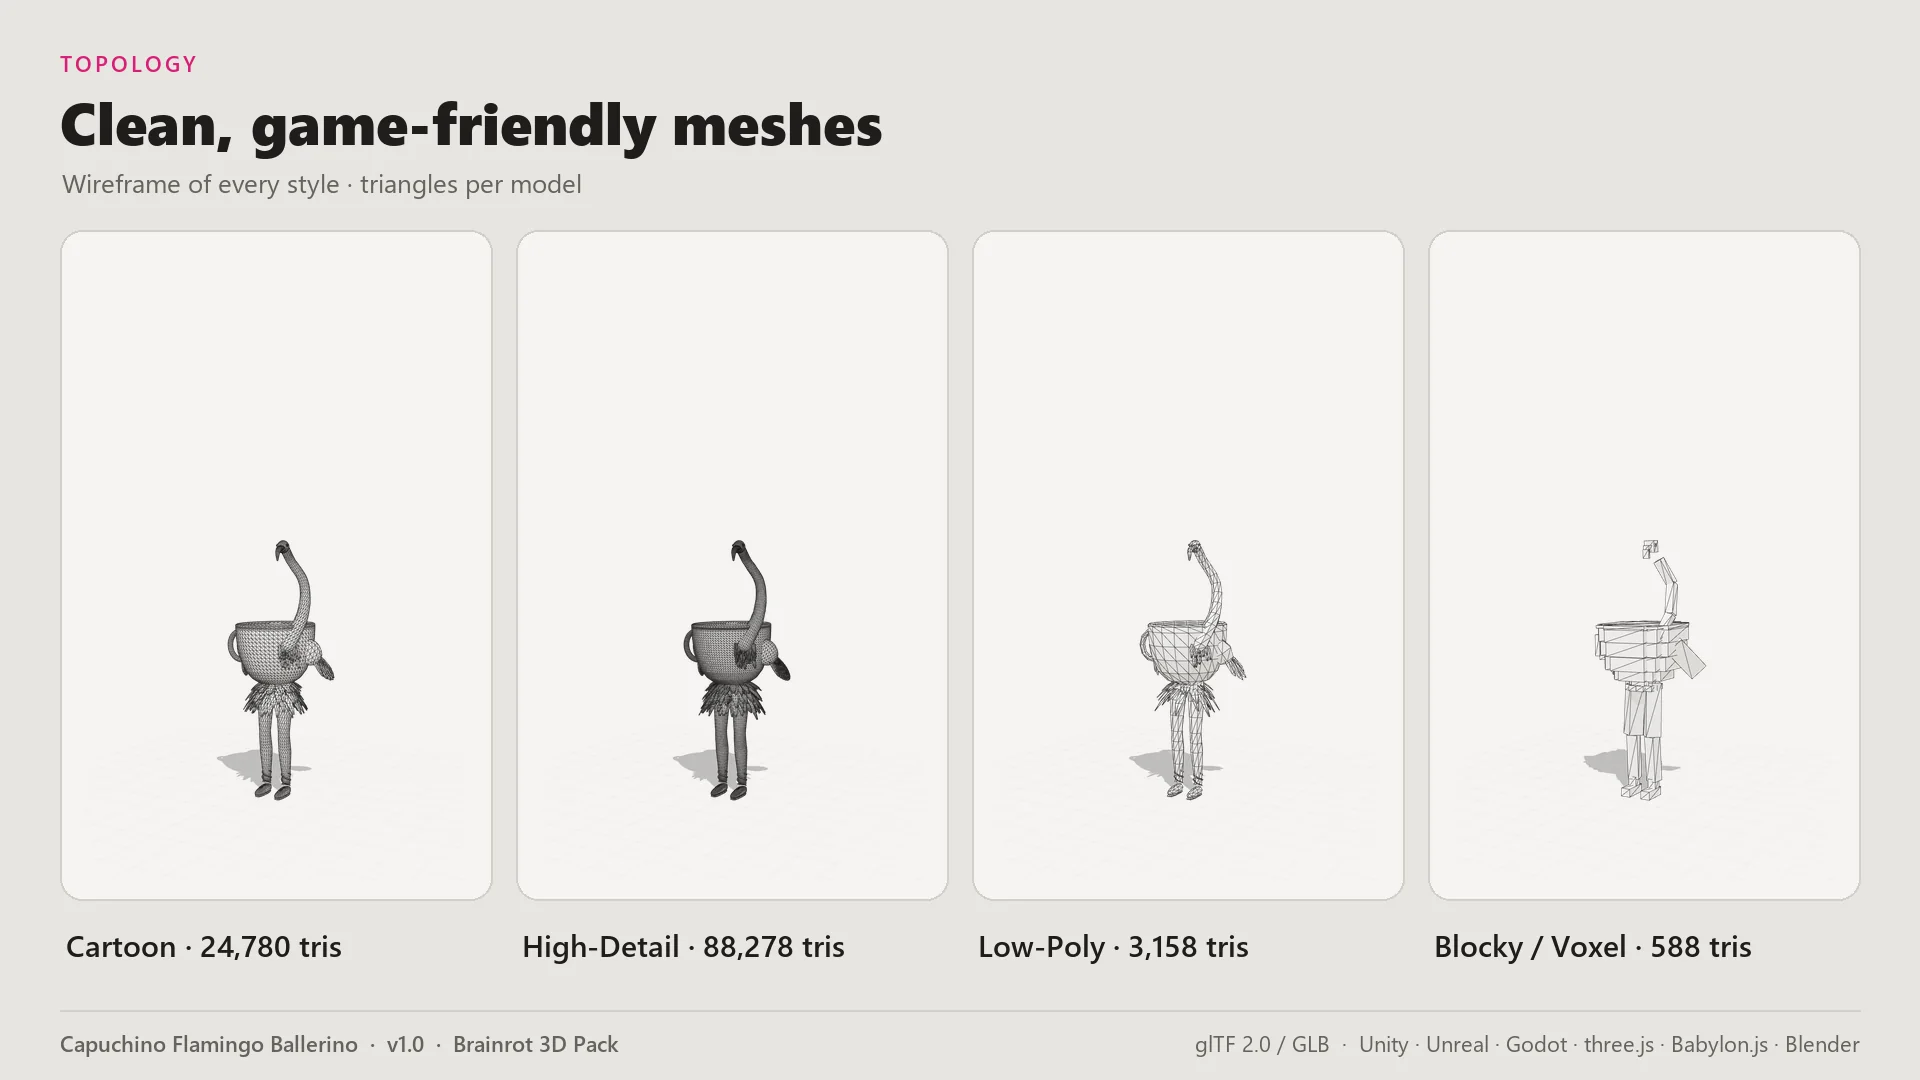 TOPOLOGY
Clean, game-friendly meshes
Wireframe of every style · triangles per model
Cartoon · 24,780 tris
High-Detail · 88,278 tris
Low-Poly · 3,158 tris
Blocky / Voxel · 588 tris
Capuchino Flamingo Ballerino · v1.0 · Brainrot 3D Pack
glTF 2.0 / GLB · Unity · Unreal · Godot · three.js · Babylon.js · Blender